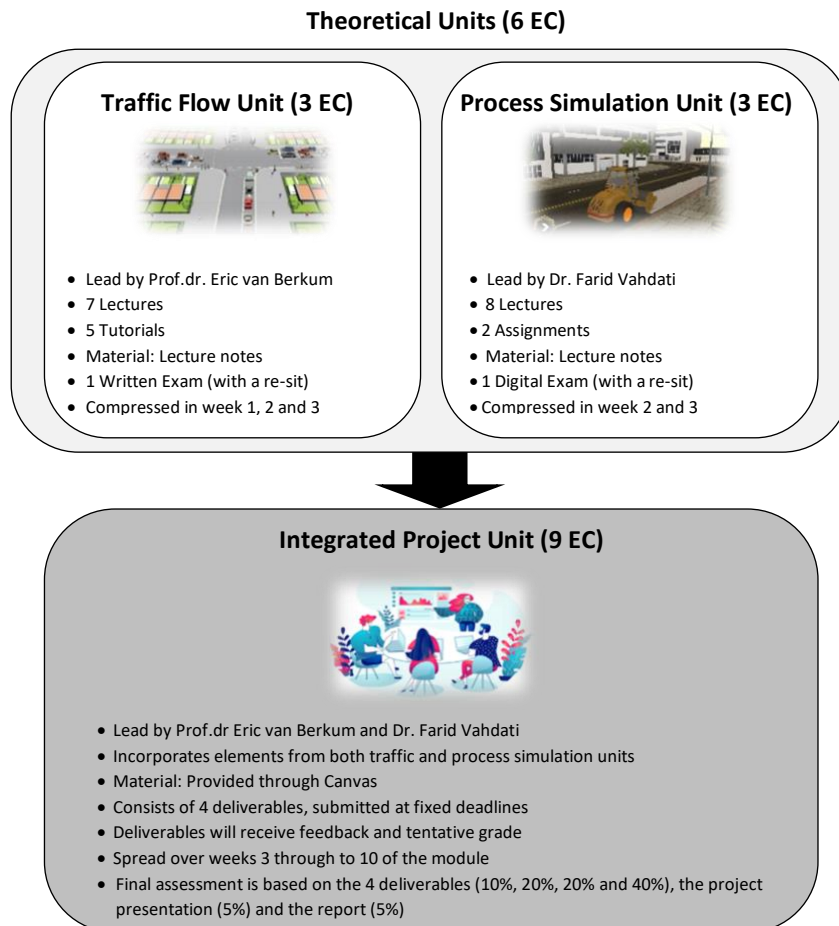 Theoretical Units (6 EC)
Traffic Flow Unit (3 EC)
• Lead by Prof.dr. Eric van Berkum
• 7 Lectures
• 5 Tutorials
• Material: Lecture notes
• 1 Written Exam (with a re-sit)
• Compressed in week 1, 2 and 3
Process Simulation Unit (3 EC)
• Lead by Dr. Farid Vahdati
• 8 Lectures
• 2 Assignments
• Material: Lecture notes
• 1 Digital Exam (with a re-sit)
• Compressed in week 2 and 3
Integrated Project Unit (9 EC)
• Lead by Prof.dr Eric van Berkum and Dr. Farid Vahdati
• Incorporates elements from both traffic and process simulation units
• Material: Provided through Canvas
• Consists of 4 deliverables, submitted at fixed deadlines
• Deliverables will receive feedback and tentative grade
• Spread over weeks 3 through to 10 of the module
• Final assessment is based on the 4 deliverables (10%, 20%, 20% and 40%), the project
presentation (5%) and the report (5%)